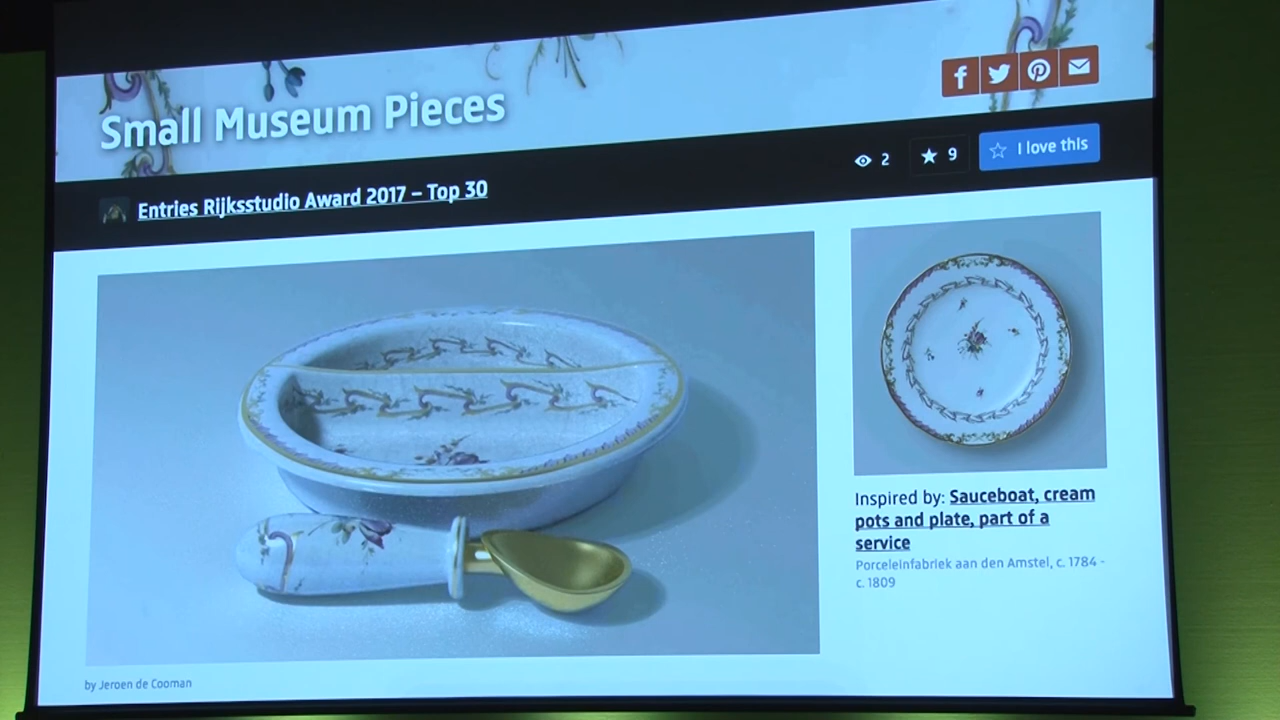 Small Museum Pieces
2
9
I love this
Entries Rijksstudio Award 2017 – Top 30
Inspired by: Sauceboat, cream
pots and plate, part of a
service
Porceleinfabriek aan den Amstel, c. 1784 -
c. 1809
by Jeroen de Cooman